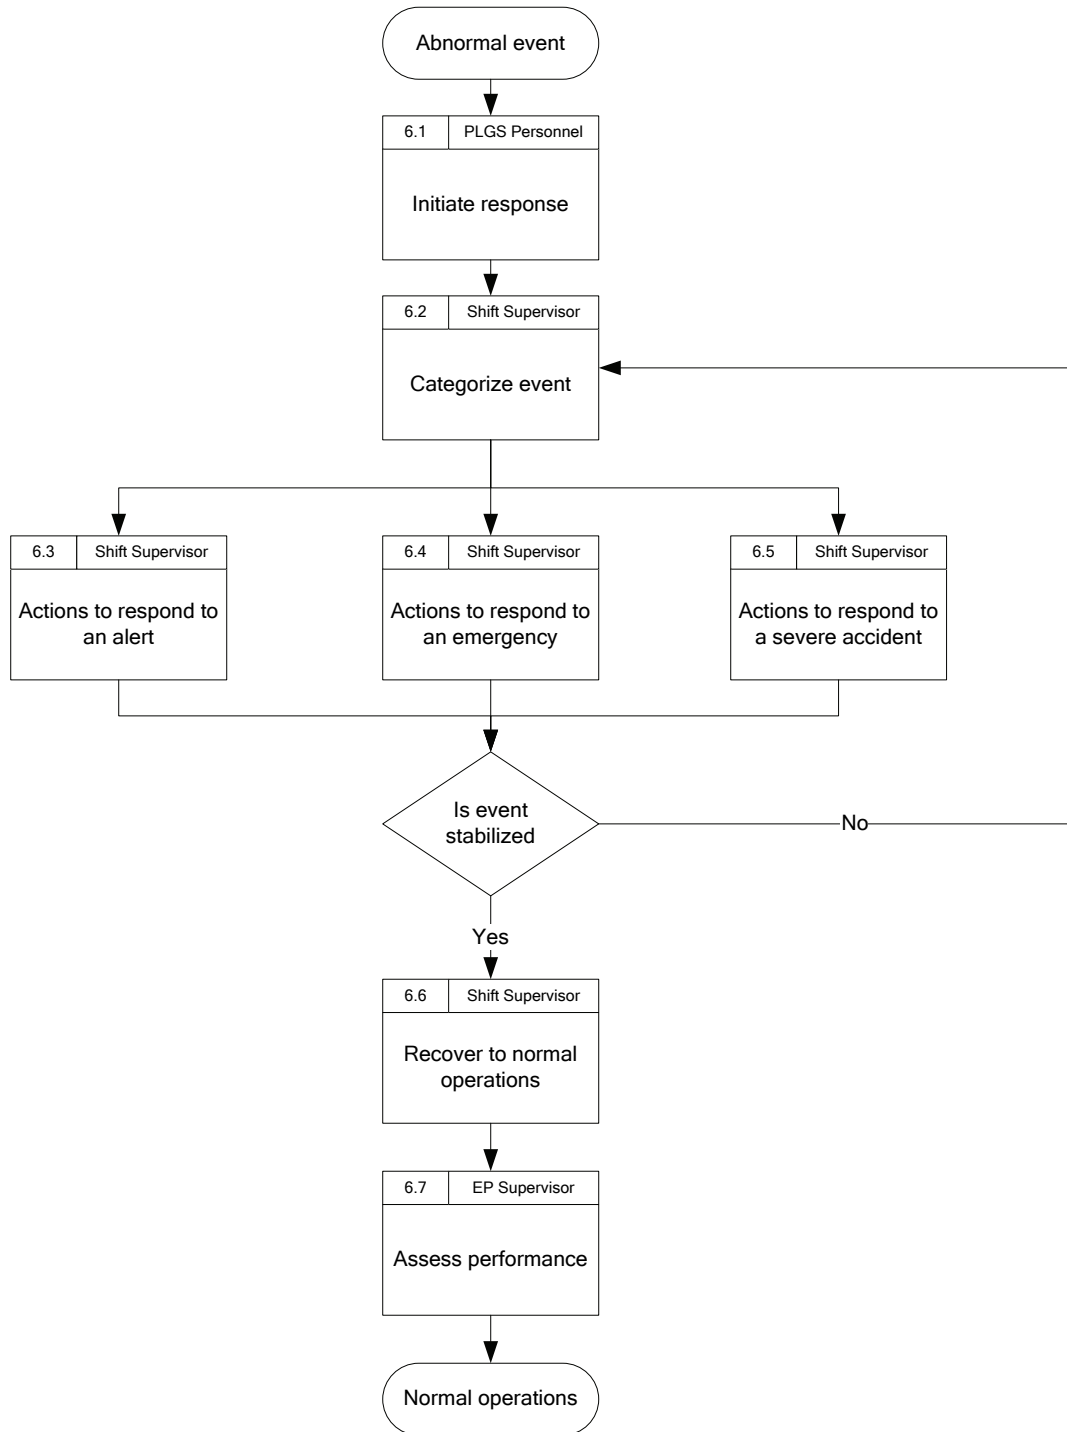 Abnormal event
6.1 PLGS Personnel
Initiate response
6.2 Shift Supervisor
Categorize event
6.3 Shift Supervisor
Actions to respond to
an alert
6.4 Shift Supervisor
Actions to respond to
an emergency
6.5 Shift Supervisor
Actions to respond to
a severe accident
Is event
stabilized
No
Yes
6.6 Shift Supervisor
Recover to normal
operations
6.7 EP Supervisor
Assess performance
Normal operations